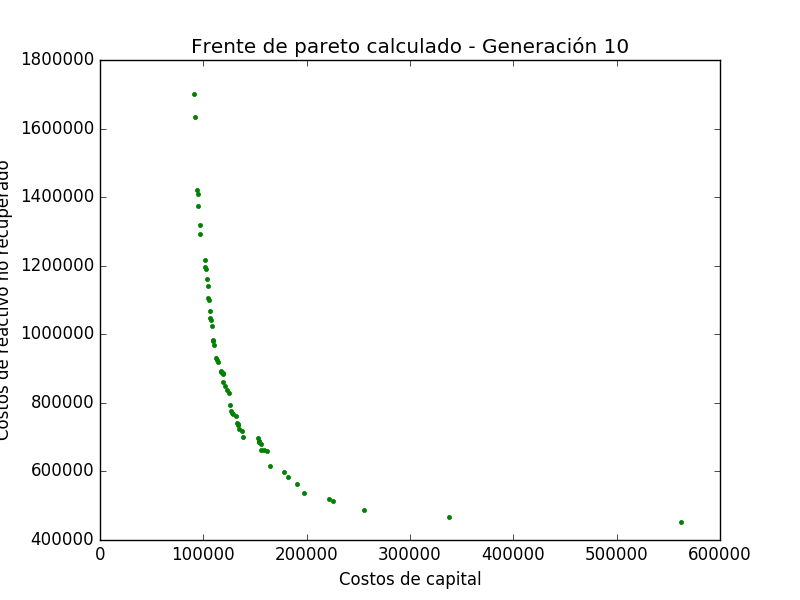 Frente de pareto calculado - Generación 10
1800000
1600000
1400000
1200000
1000000
800000
600000
400000
Costos de reactivo no recuperado
0 100000 200000 300000 400000 500000 600000
Costos de capital